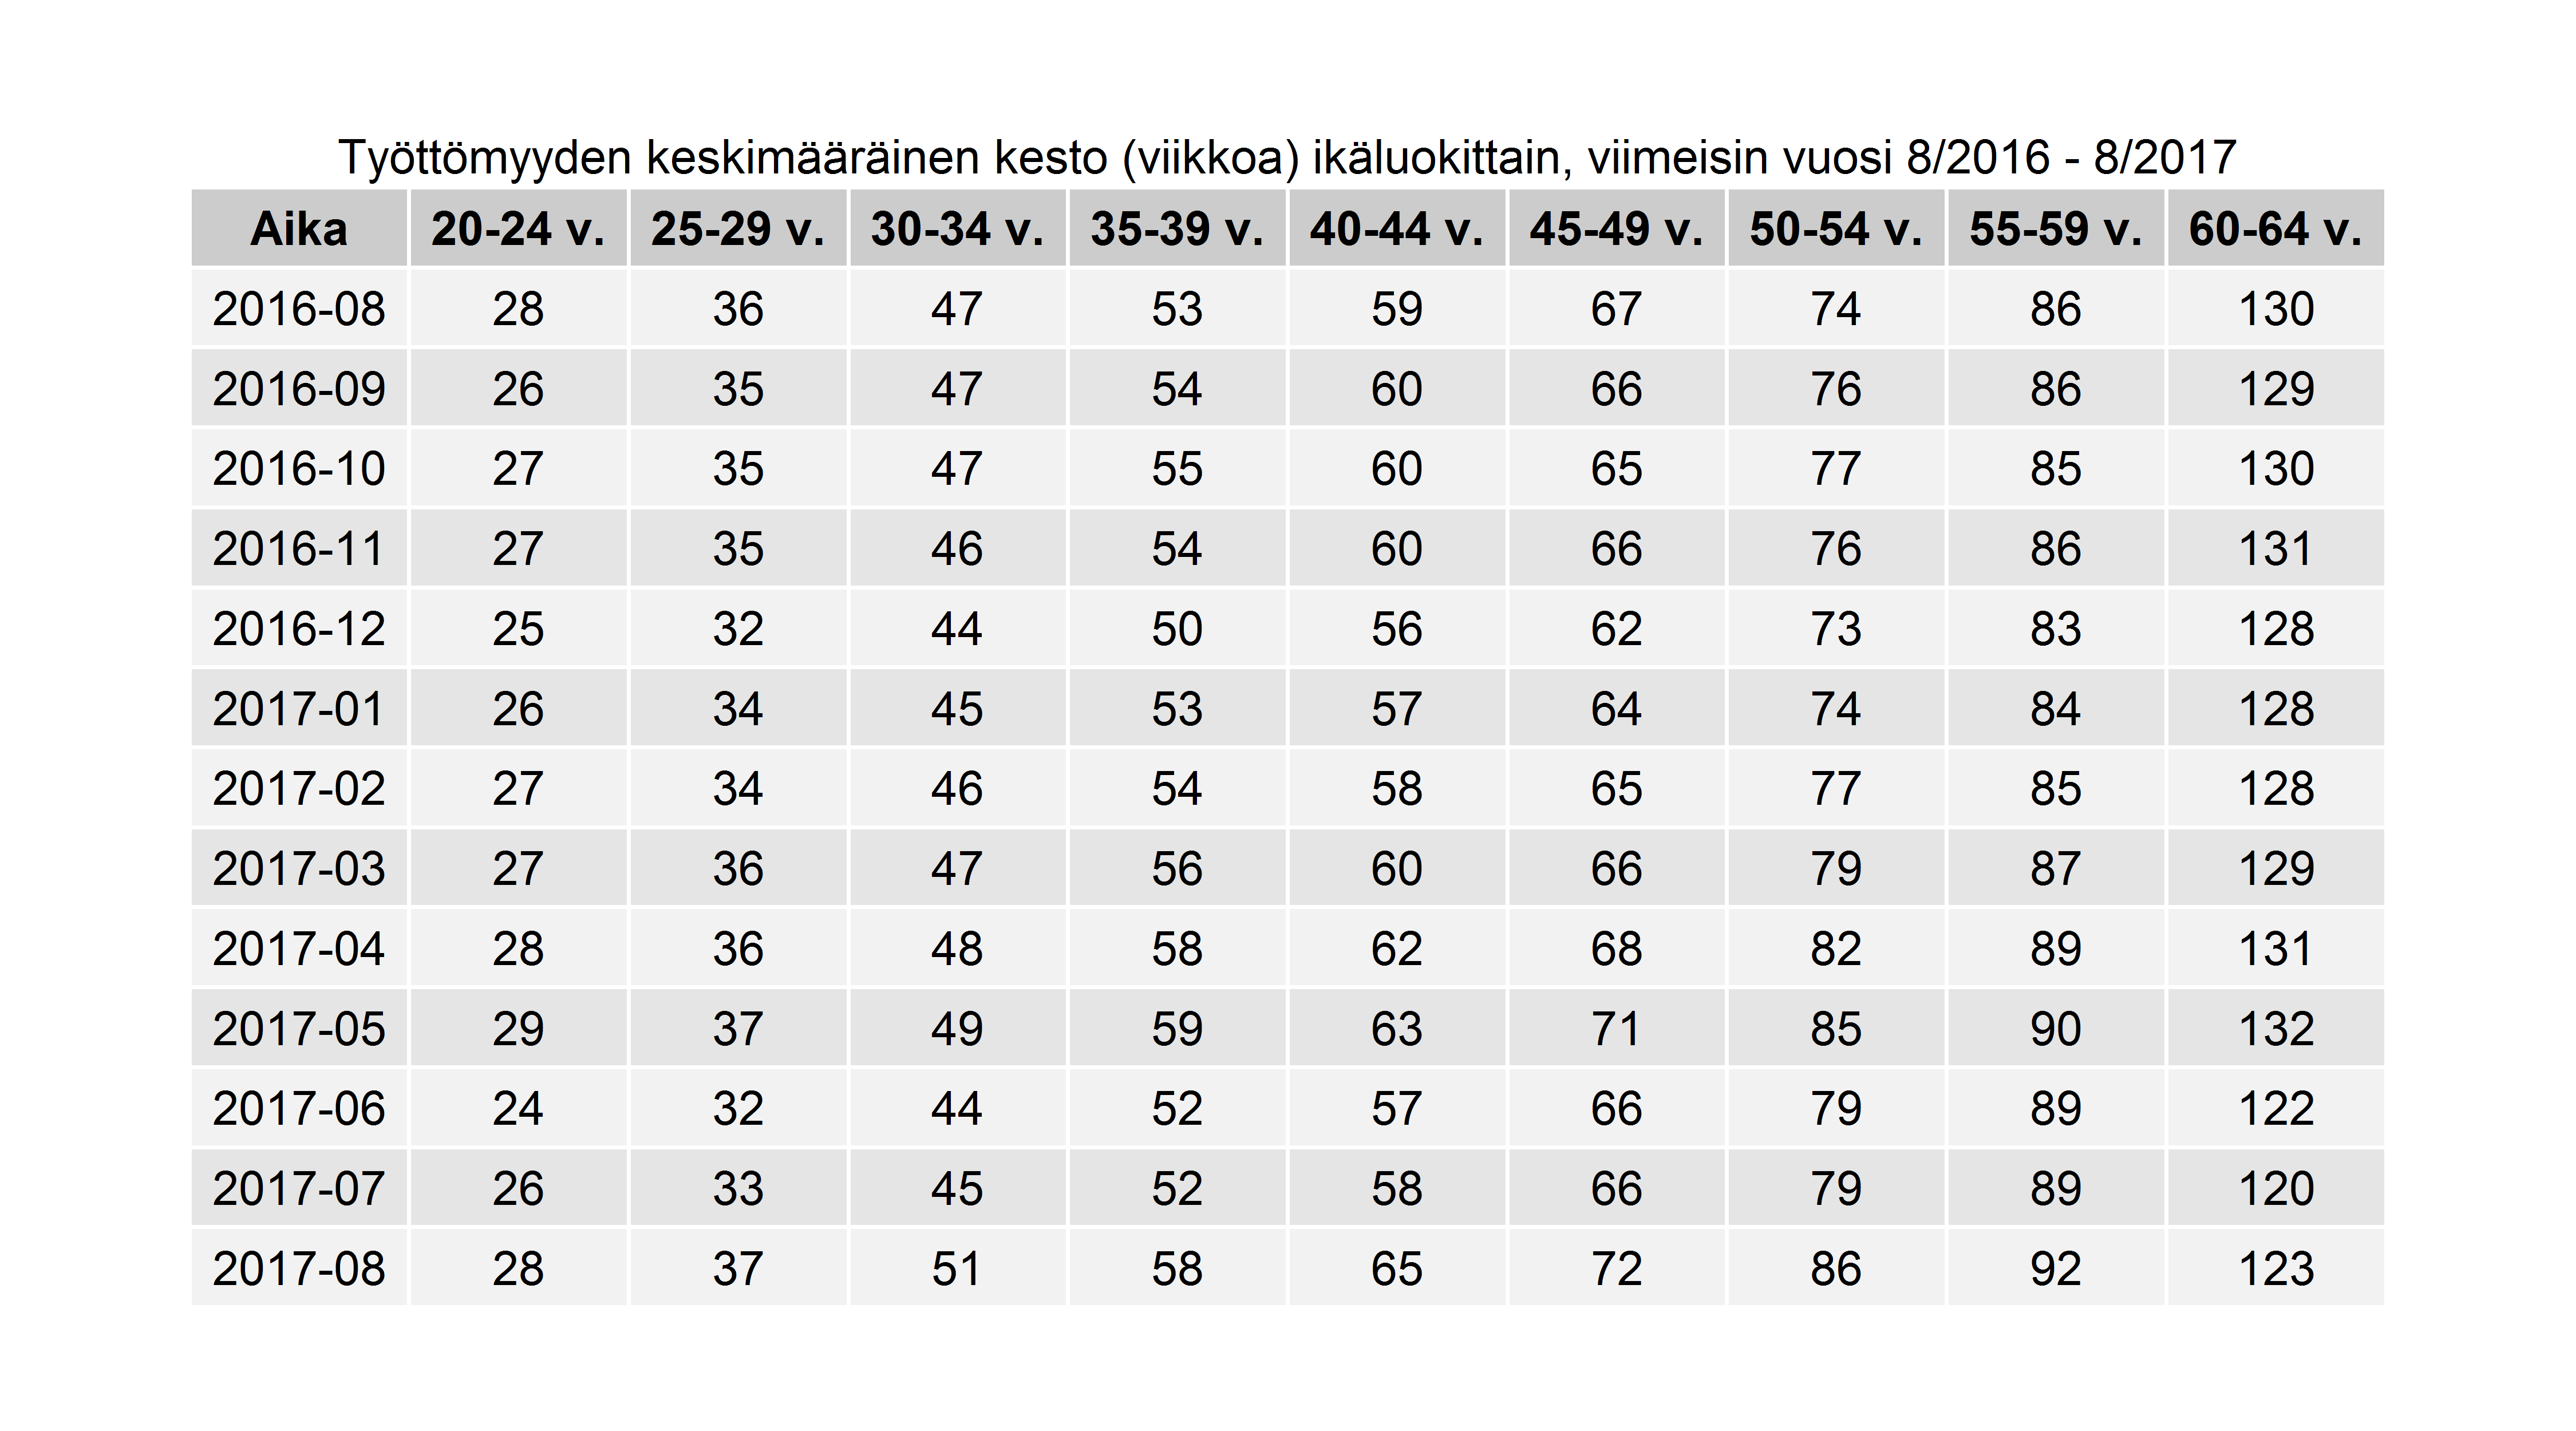 Työttömyyden keskimääräinen kesto (viikkoa) ikäluokittain, viimeisin vuosi 8/2016 - 8/2017
Aika 20-24 v. 25-29 v. 30-34 v. 35-39 v. 40-44 v. 45-49 v. 50-54 v. 55-59 v. 60-64 v.
2016-08 28 36 47 53 59 67 74 86 130
2016-09 26 35 47 54 60 66 76 86 129
2016-10 27 35 47 55 60 65 77 85 130
2016-11 27 35 46 54 60 66 76 86 131
2016-12 25 32 44 50 56 62 73 83 128
2017-01 26 34 45 53 57 64 74 84 128
2017-02 27 34 46 54 58 65 77 85 128
2017-03 27 36 47 56 60 66 79 87 129
2017-04 28 36 48 58 62 68 82 89 131
2017-05 29 37 49 59 63 71 85 90 132
2017-06 24 32 44 52 57 66 79 89 122
2017-07 26 33 45 52 58 66 79 89 120
2017-08 28 37 51 58 65 72 86 92 123